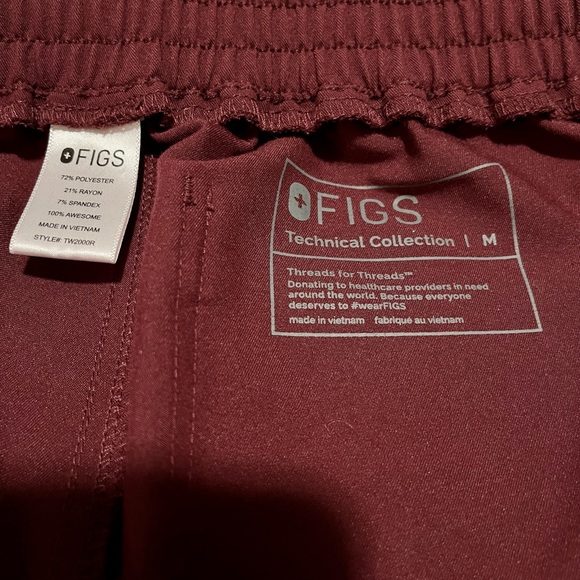 FIGS
72% POLYESTER
21% RAYON
7% SPANDEX
100% AWESOME
MADE IN VIETNAM
STYLE#: TW2000R
FIGS
Technical Collection | M
Threads for Threads™
Donating to healthcare providers in need
around the world. Because everyone
deserves to #wearFIGS
made in vietnam fabriqué au vietnam